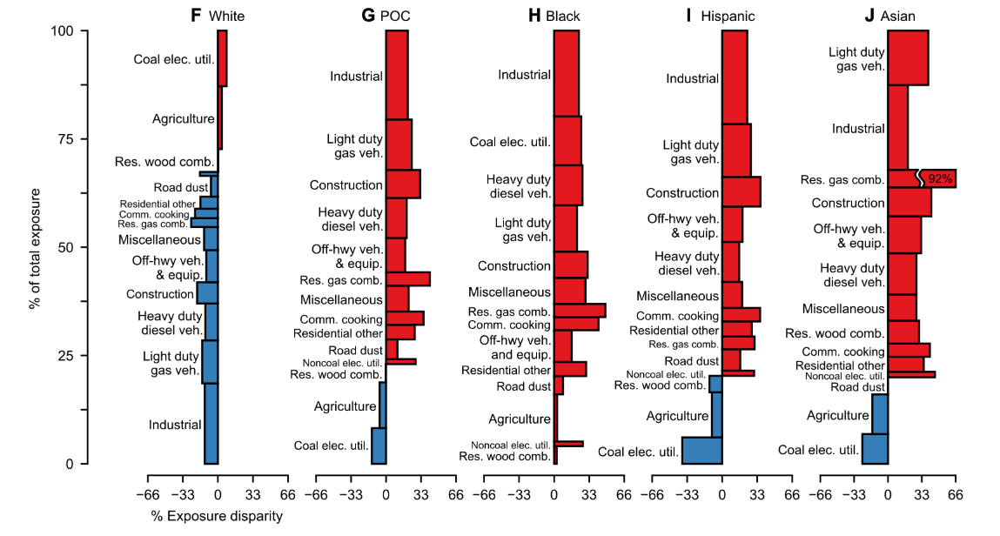 F White
G POC
H Black
I Hispanic
J Asian
% of total exposure
100
75
50
25
0
Coal elec. util.
Agriculture
Res. wood comb.
Road dust
Residential other
Comm. cooking
Res. gas comb.
Miscellaneous
Off-hwy veh.
& equip.
Construction
Heavy duty
diesel veh.
Light duty
gas veh.
Industrial
Industrial
Light duty
gas veh.
Construction
Heavy duty
diesel veh.
Off-hwy veh.
& equip.
Res. gas comb.
Miscellaneous
Comm. cooking
Residential other
Road dust
Noncoal elec. util.
Res. wood comb.
Agriculture
Coal elec. util.
Industrial
Coal elec. util.
Heavy duty
diesel veh.
Light duty
gas veh.
Construction
Miscellaneous
Res. gas comb.
Comm. cooking
Off-hwy veh.
and equip.
Residential other
Road dust
Agriculture
Noncoal elec. util.
Res. wood comb.
Industrial
Light duty
gas veh.
Construction
Off-hwy veh.
& equip.
Heavy duty
diesel veh.
Miscellaneous
Comm. cooking
Residential other
Res. gas comb.
Road dust
Noncoal elec. util.
Res. wood comb.
Agriculture
Coal elec. util.
Light duty
gas veh.
Industrial
Res. gas comb.
92%
Construction
Off-hwy veh.
& equip.
Heavy duty
diesel veh.
Miscellaneous
Res. wood comb.
Comm. cooking
Residential other
Noncoal elec. util.
Road dust
Agriculture
Coal elec. util.
−66 −33 0 33 66
−66 −33 0 33 66
−66 −33 0 33 66
−66 −33 0 33 66
−66 −33 0 33 66
% Exposure disparity